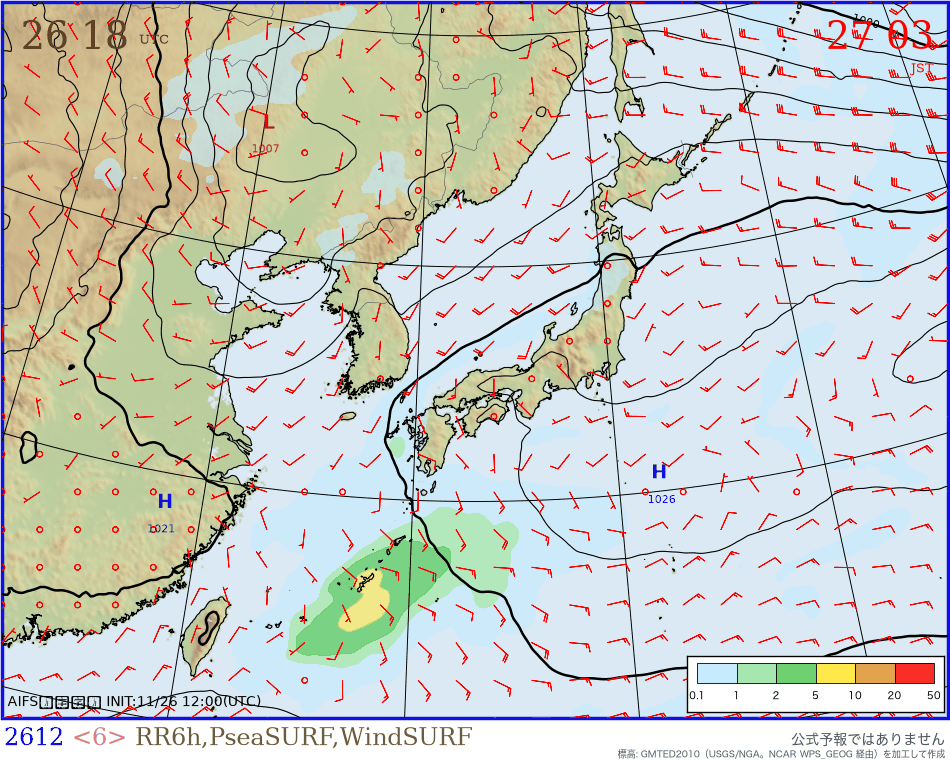 26 18 UTC
27 03
JST
1000
L
1007
H
1026
H
1021
0.1 1 2 5 10 20 50
AIFS INIT:11/26 12:00(UTC)
2612 <6> RR6h,PseaSURF,WindSURF
公式予報ではありません
標高: GMTED2010（USGS/NGA。NCAR WPS_GEOG 経由）を加工して作成